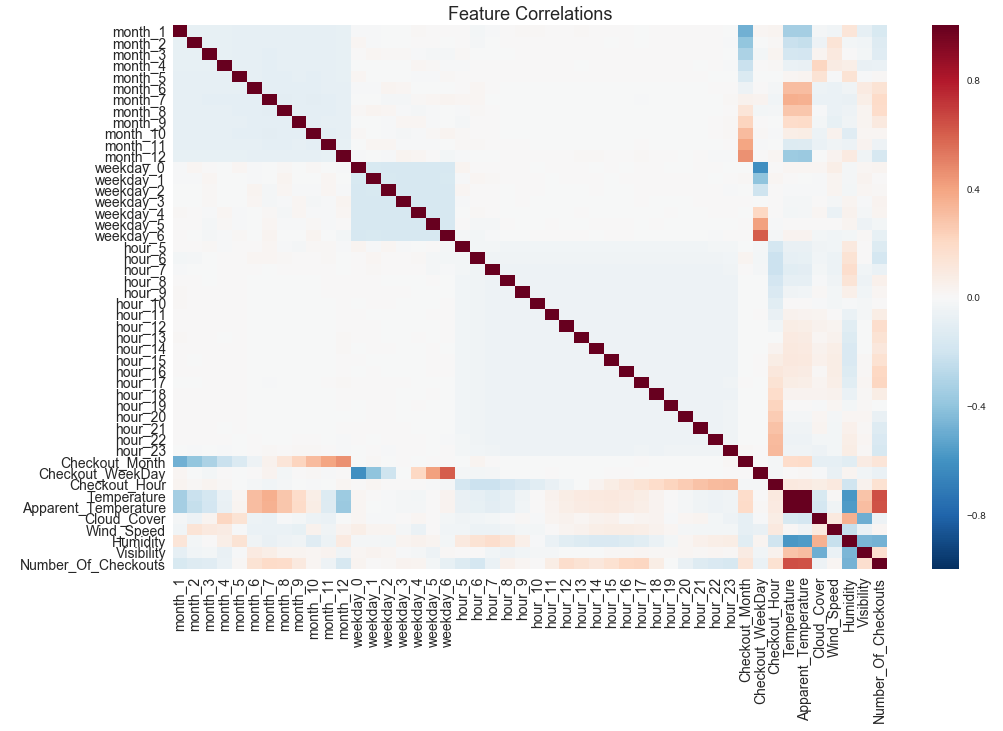 Feature Correlations
month_1
month_2
month_3
month_4
month_5
month_6
month_7
month_8
month_9
month_10
month_11
month_12
weekday_0
weekday_1
weekday_2
weekday_3
weekday_4
weekday_5
weekday_6
hour_5
hour_6
hour_7
hour_8
hour_9
hour_10
hour_11
hour_12
hour_13
hour_14
hour_15
hour_16
hour_17
hour_18
hour_19
hour_20
hour_21
hour_22
hour_23
Checkout_Month
Checkout_WeekDay
Checkout_Hour
Temperature
Apparent_Temperature
Cloud_Cover
Wind_Speed
Humidity
Visibility
Number_Of_Checkouts
month_1
month_2
month_3
month_4
month_5
month_6
month_7
month_8
month_9
month_10
month_11
month_12
weekday_0
weekday_1
weekday_2
weekday_3
weekday_4
weekday_5
weekday_6
hour_5
hour_6
hour_7
hour_8
hour_9
hour_10
hour_11
hour_12
hour_13
hour_14
hour_15
hour_16
hour_17
hour_18
hour_19
hour_20
hour_21
hour_22
hour_23
Checkout_Month
Checkout_WeekDay
Checkout_Hour
Temperature
Apparent_Temperature
Cloud_Cover
Wind_Speed
Humidity
Visibility
Number_Of_Checkouts
0.8
0.4
0.0
−0.4
−0.8